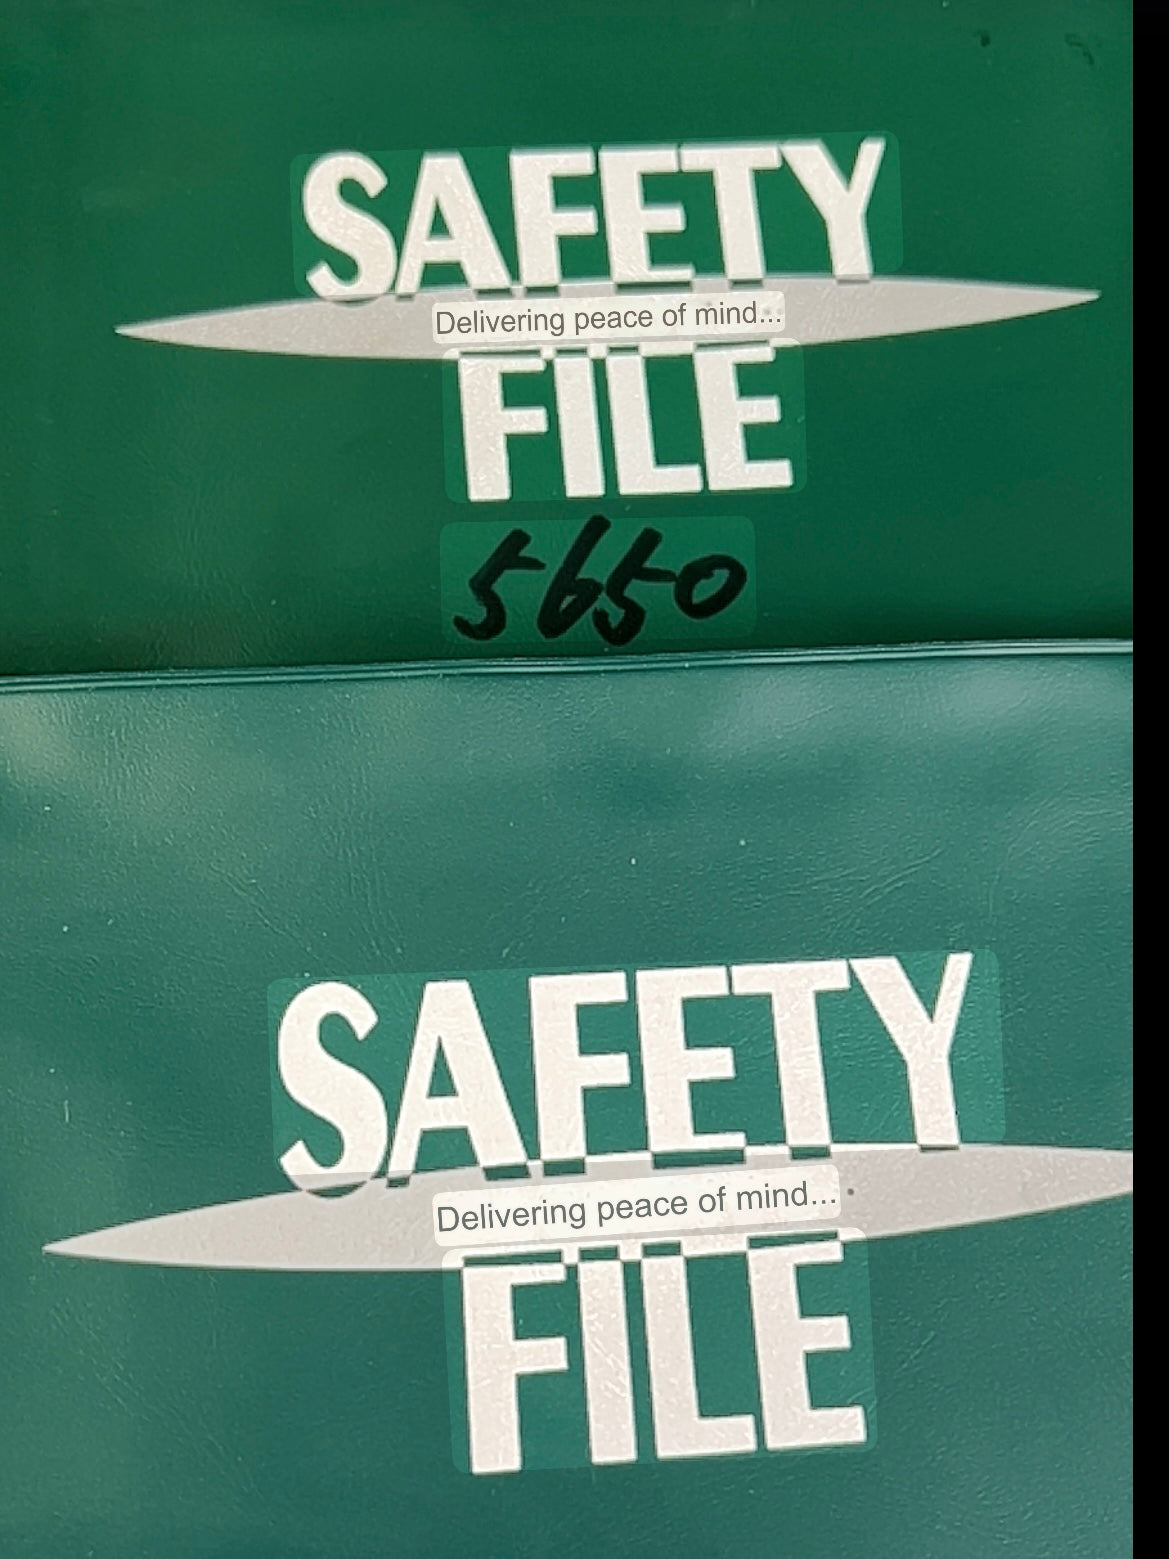 SAFETY
Delivering peace of mind...
FILE
5650
SAFETY
Delivering peace of mind...
FILE